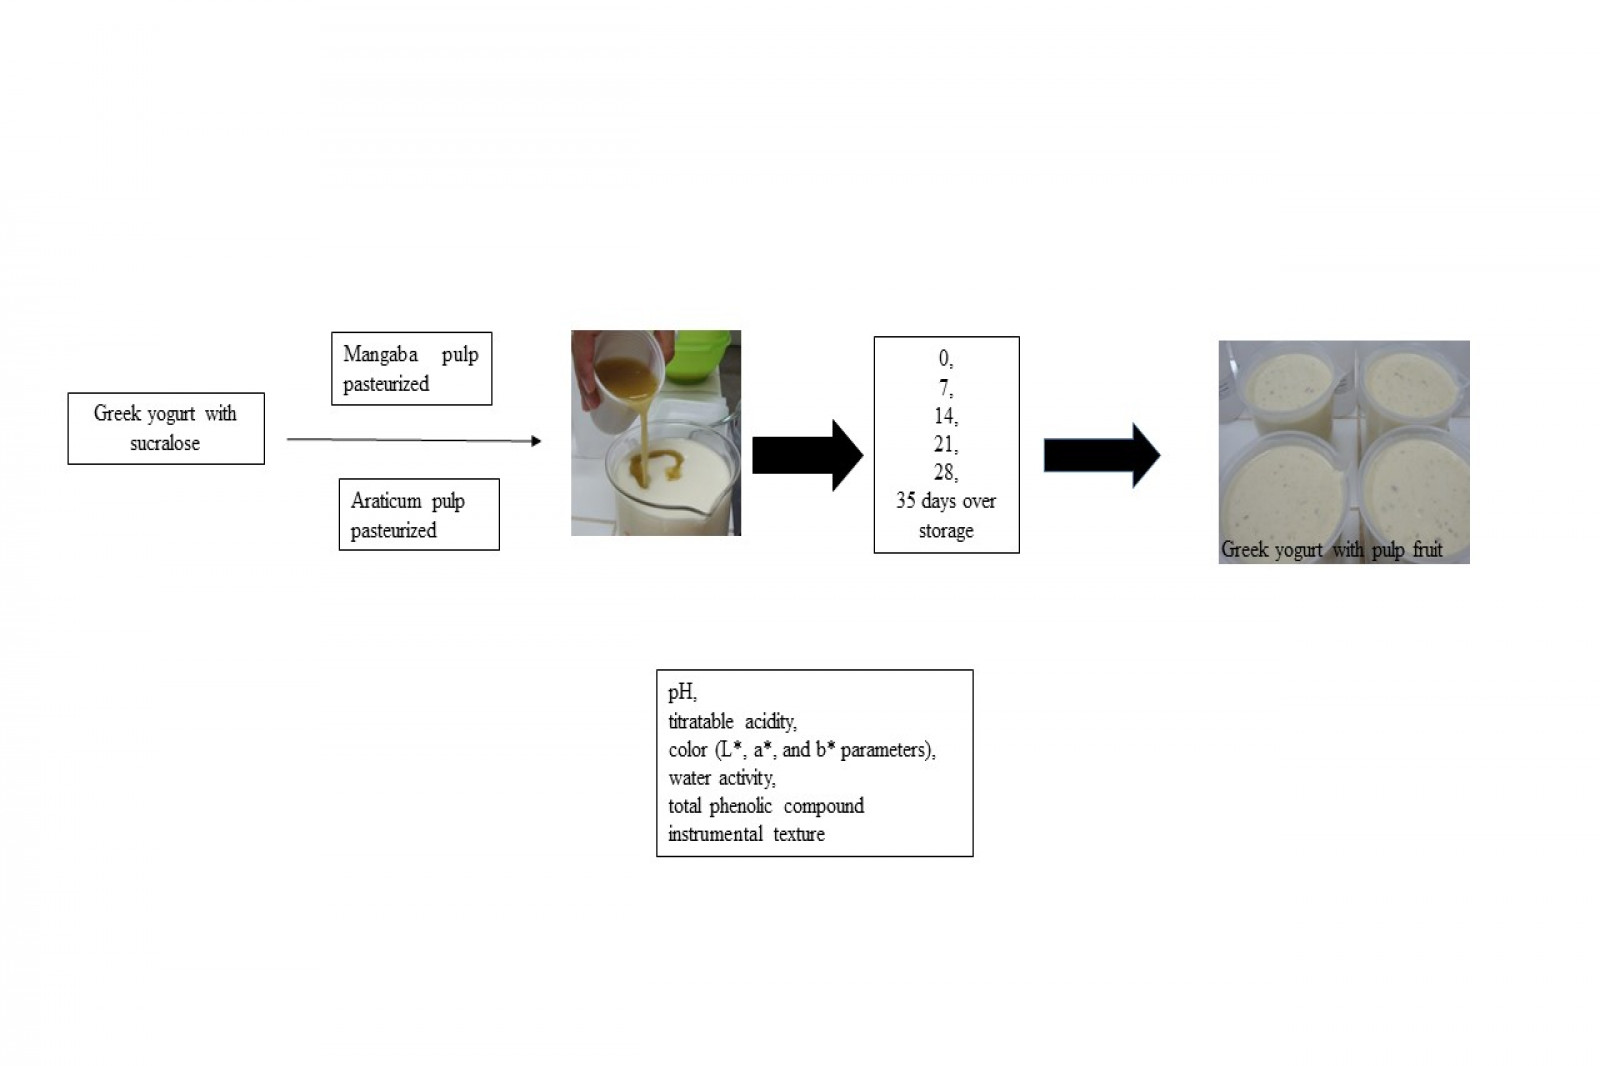 Greek yogurt with
sucralose
Mangaba pulp
pasteurized
Araticum pulp
pasteurized
0,
7,
14,
21,
28,
35 days over
storage
Greek yogurt with pulp fruit
pH,
titratable acidity,
color (L*, a*, and b* parameters),
water activity,
total phenolic compound
instrumental texture